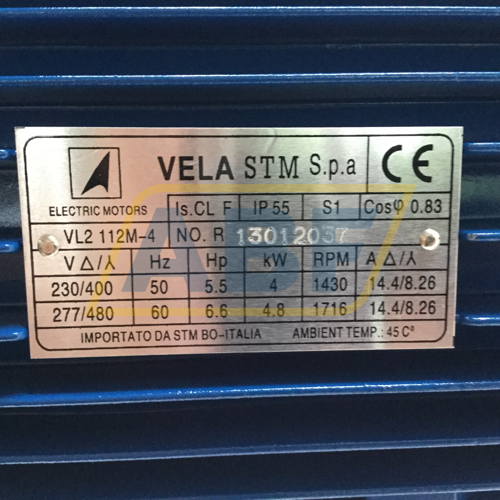 VELA STM S.p.a CE
ELECTRIC MOTORS Is.CL F IP 55 S1 Cosφ 0.83
VL2 112M-4 NO. R 13012037
V Δ/⅄ Hz Hp kW RPM A Δ/⅄
230/400 50 5.5 4 1430 14.4/8.26
277/480 60 6.6 4.8 1716 14.4/8.26
IMPORTATO DA STM BO-ITALIA AMBIENT TEMP.: 45 C°